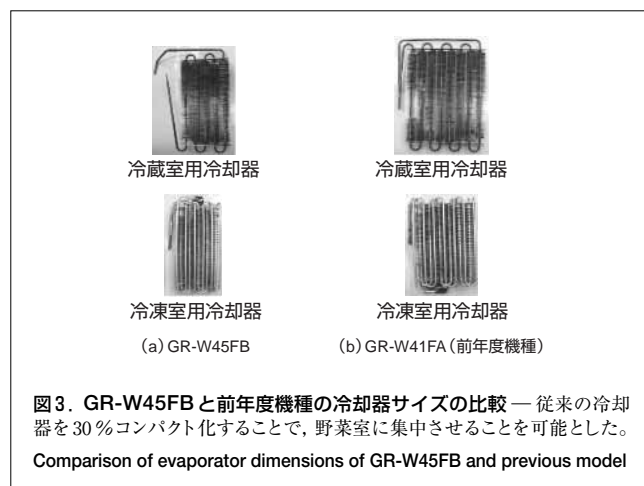 冷蔵室用冷却器 冷蔵室用冷却器
冷凍室用冷却器 冷凍室用冷却器
(a)GR-W45FB (b)GR-W41FA(前年度機種)
図3. GR-W45FBと前年度機種の冷却器サイズの比較 ― 従来の冷却
器を30％コンパクト化することで，野菜室に集中させることを可能とした。
Comparison of evaporator dimensions of GR-W45FB and previous model